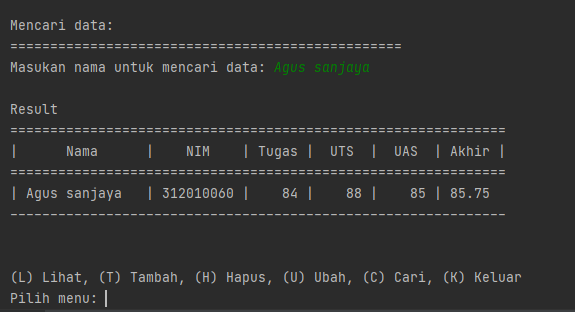 Mencari data:
=================================================
Masukan nama untuk mencari data: Agus sanjaya
Result
==============================================================
|      Nama      |    NIM    | Tugas |  UTS  |  UAS  | Akhir |
==============================================================
| Agus sanjaya   | 312010060 |    84 |    88 |    85 | 85.75
--------------------------------------------------------------
(L) Lihat, (T) Tambah, (H) Hapus, (U) Ubah, (C) Cari, (K) Keluar
Pilih menu: